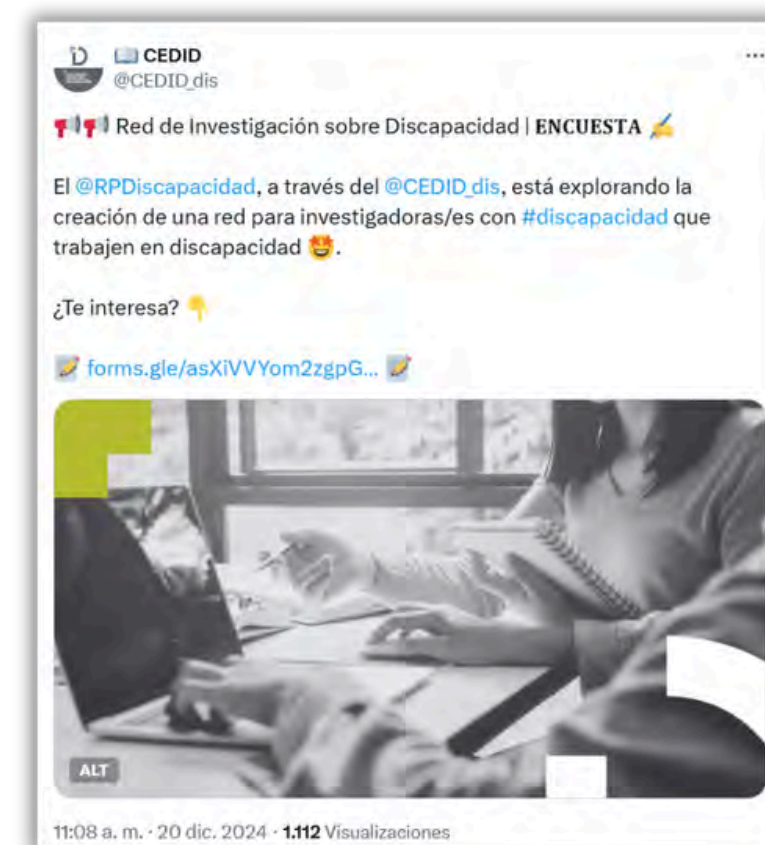 📖 CEDID
@CEDID_dis
📢📢 Red de Investigación sobre Discapacidad | ENCUESTA ✍️
El @RPDiscapacidad, a través del @CEDID_dis, está explorando la
creación de una red para investigadoras/es con #discapacidad que
trabajen en discapacidad 🤩.
¿Te interesa? 👇
📝 forms.gle/asXiVVYom2zgpG... 📝
ALT
11:08 a. m. · 20 dic. 2024 · 1.112 Visualizaciones